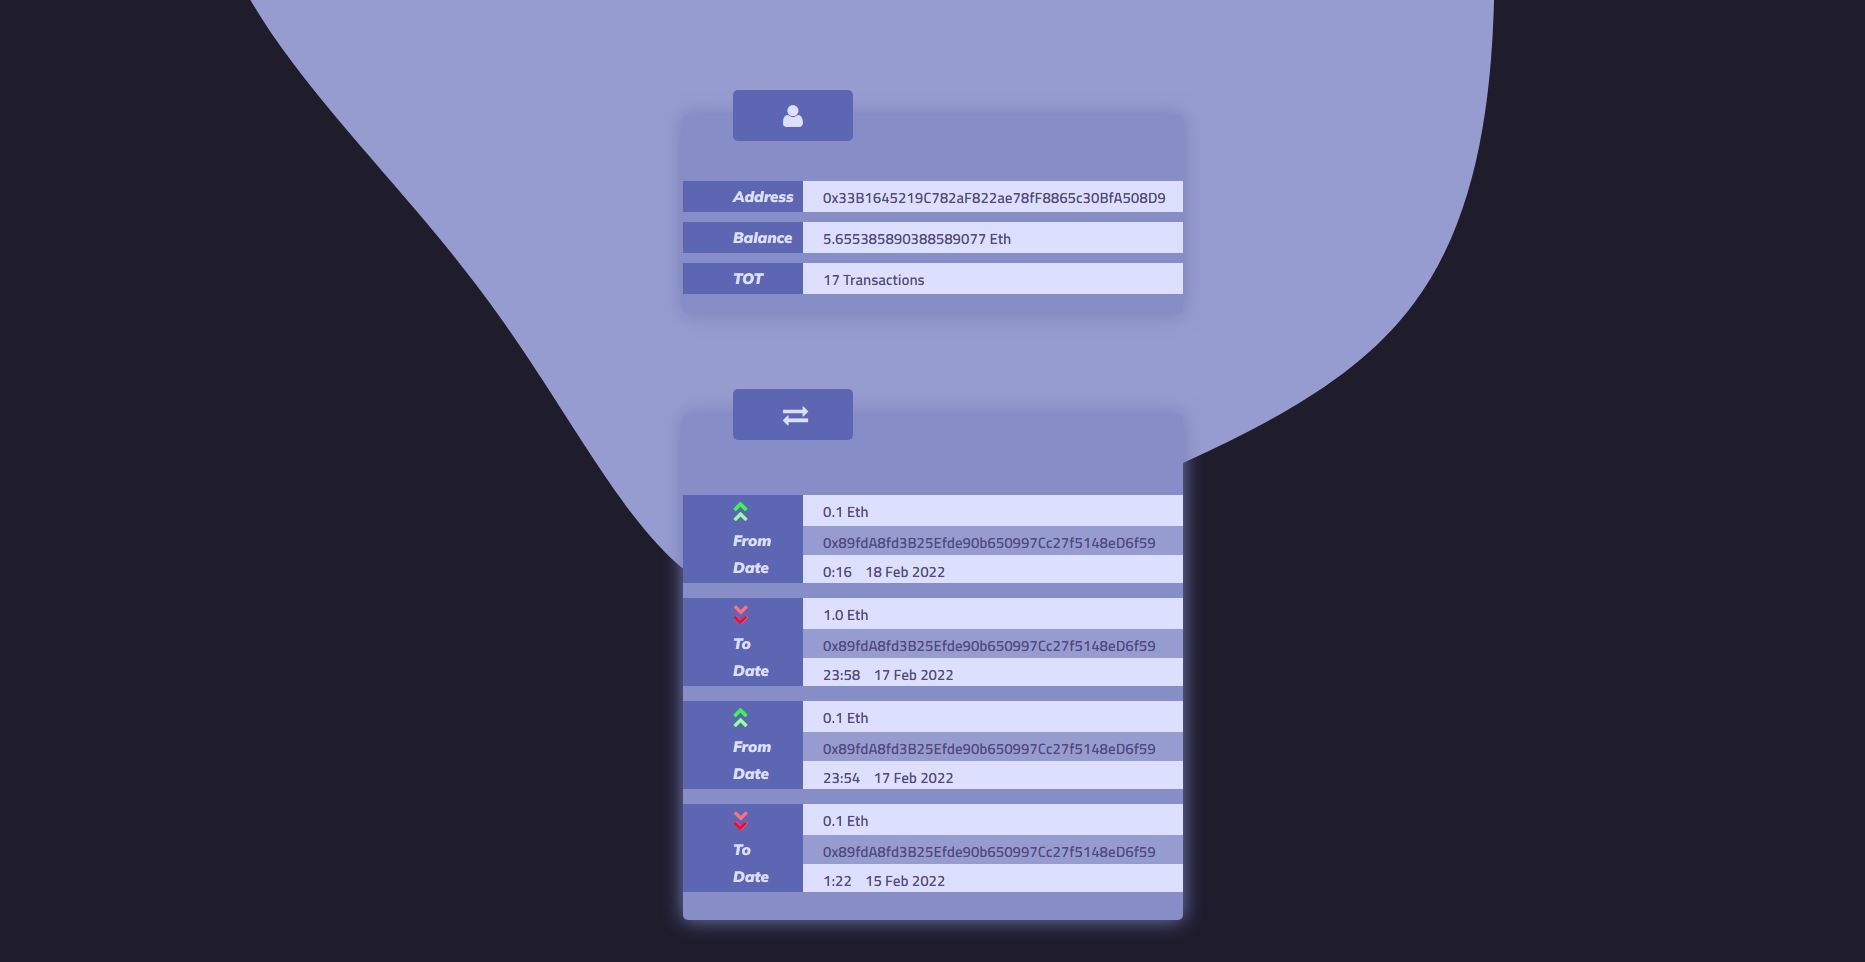 Address 0x33B1645219C782aF822ae78fF8865c30BfA508D9
Balance 5.655385890388589077 Eth
TOT 17 Transactions
0.1 Eth
From 0x89fdA8fd3B25Efde90b650997Cc27f5148eD6f59
Date 0:16 18 Feb 2022
1.0 Eth
To 0x89fdA8fd3B25Efde90b650997Cc27f5148eD6f59
Date 23:58 17 Feb 2022
0.1 Eth
From 0x89fdA8fd3B25Efde90b650997Cc27f5148eD6f59
Date 23:54 17 Feb 2022
0.1 Eth
To 0x89fdA8fd3B25Efde90b650997Cc27f5148eD6f59
Date 1:22 15 Feb 2022